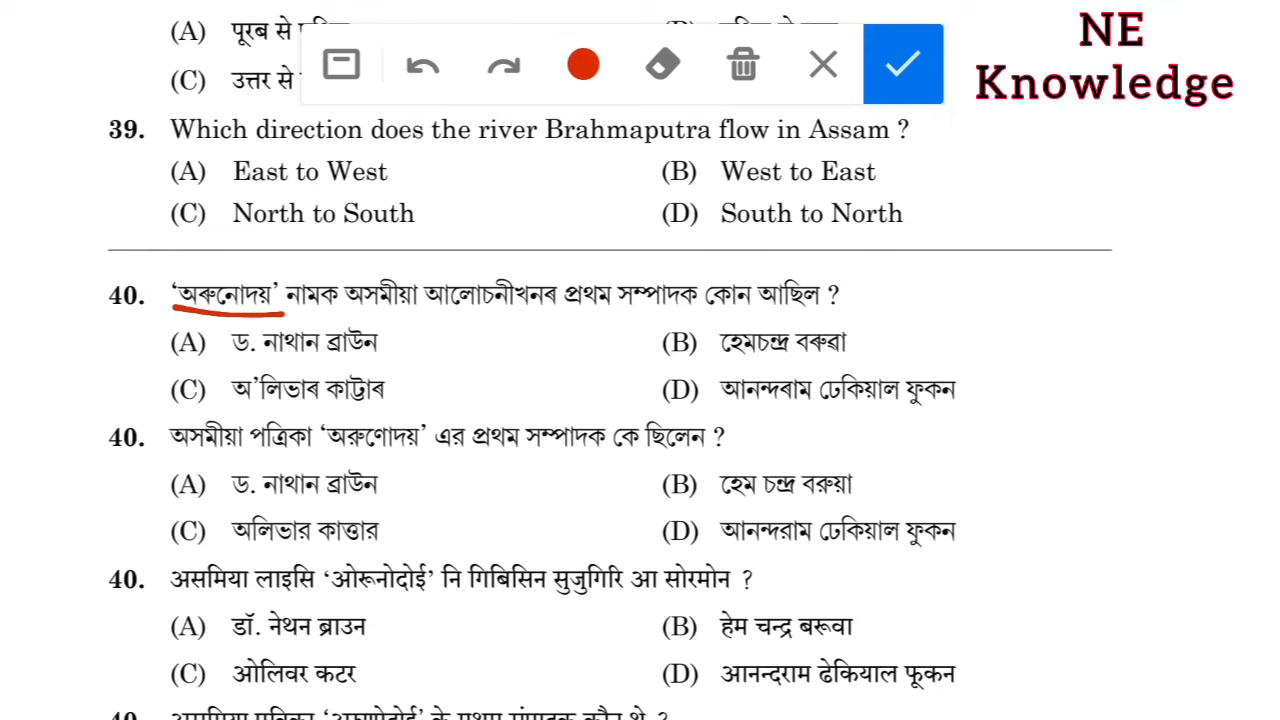 (A) पूरब से
NE
Knowledge
(C) उत्तर से
39. Which direction does the river Brahmaputra flow in Assam ?
(A) East to West (B) West to East
(C) North to South (D) South to North
40. ‘অৰুনোদয়’ নামক অসমীয়া আলোচনীখনৰ প্ৰথম সম্পাদক কোন আছিল ?
(A) ড. নাথান ব্ৰাউন (B) হেমচন্দ্ৰ বৰুৱা
(C) অ’লিভাৰ কাট্টাৰ (D) আনন্দৰাম ঢেকিয়াল ফুকন
40. অসমীয়া পত্রিকা ‘অরুণোদয়’ এর প্রথম সম্পাদক কে ছিলেন ?
(A) ড. নাথান ব্রাউন (B) হেম চন্দ্র বরুয়া
(C) অলিভার কাত্তার (D) আনন্দরাম ঢেকিয়াল ফুকন
40. असमिया लाइसि ‘ओरूनोदोई’ नि गिबिसिन सुजुगिरि आ सोरमोन ?
(A) डॉ. नेथन ब्राउन (B) हेम चन्द्र बरूवा
(C) ओलिवर कटर (D) आनन्दराम ढेकियाल फूकन